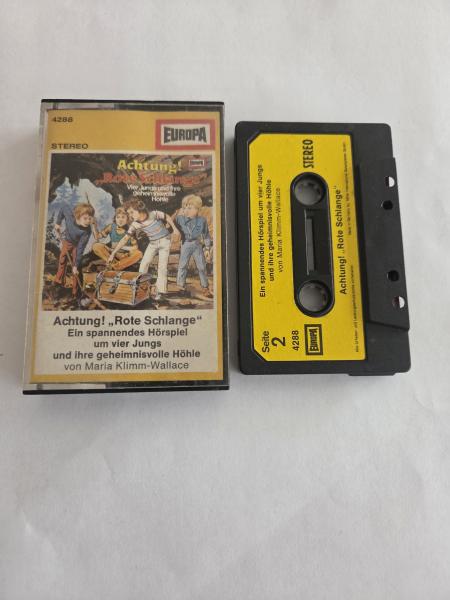 4288
EUROPA
STEREO
Achtung!
„Rote Schlange“
Vier Jungs und ihre
geheimnisvolle
Höhle
Achtung! „Rote Schlange“
Ein spannendes Hörspiel
um vier Jungs
und ihre geheimnisvolle Höhle
von Maria Klimm-Wallace
Ein spannendes Hörspiel um vier Jungs
und ihre geheimnisvolle Höhle
von Maria Klimm-Wallace
STEREO
Seite
2
4288
Achtung! „Rote Schlange“
EUROPA